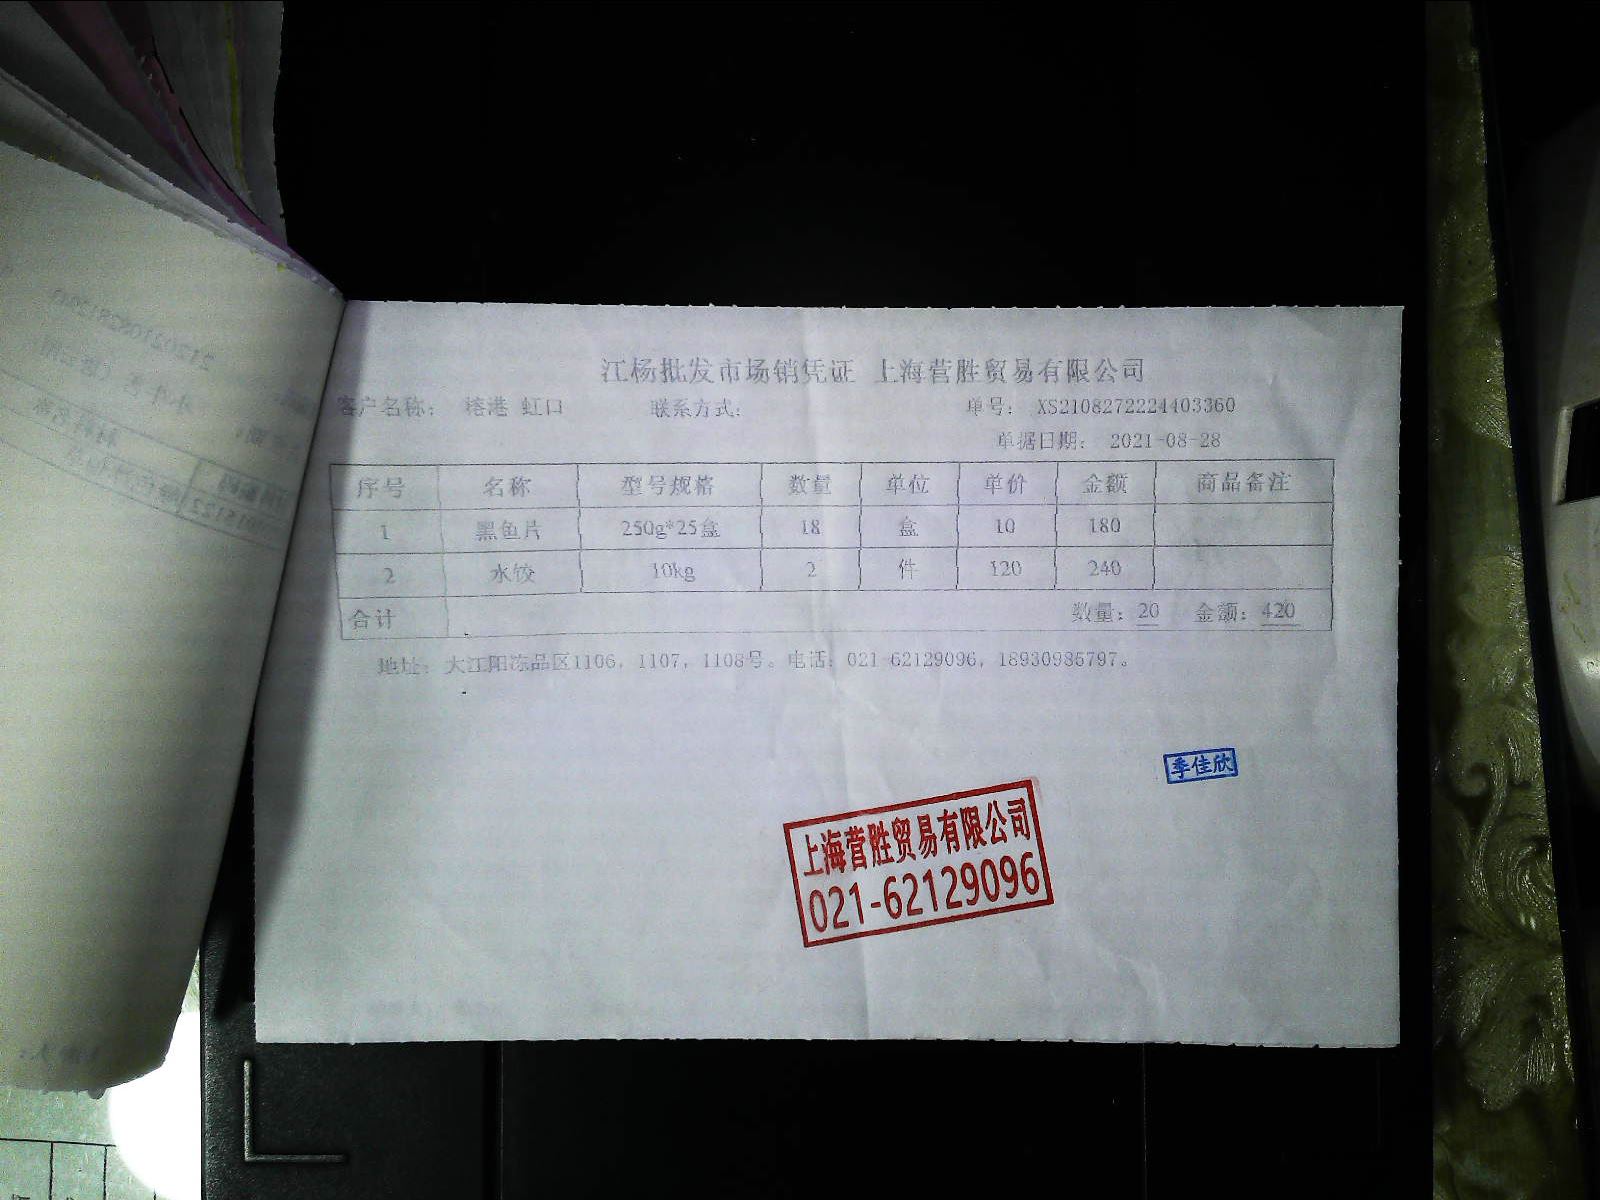 江杨批发市场销凭证 上海营胜贸易有限公司
客户名称： 榕港 虹口 联系方式： 单号： XS2108272224403360
单据日期： 2021-08-28
序号 名称 型号规格 数量 单位 单价 金额 商品备注
1 黑鱼片 250g*25盒 18 盒 10 180
2 水饺 10kg 2 件 120 240
合计 数量：20 金额：420
地址：大江阳冻品区1106，1107，1108号。电话：021-62129096，18930985797。
季佳欣
上海营胜贸易有限公司
021-62129096